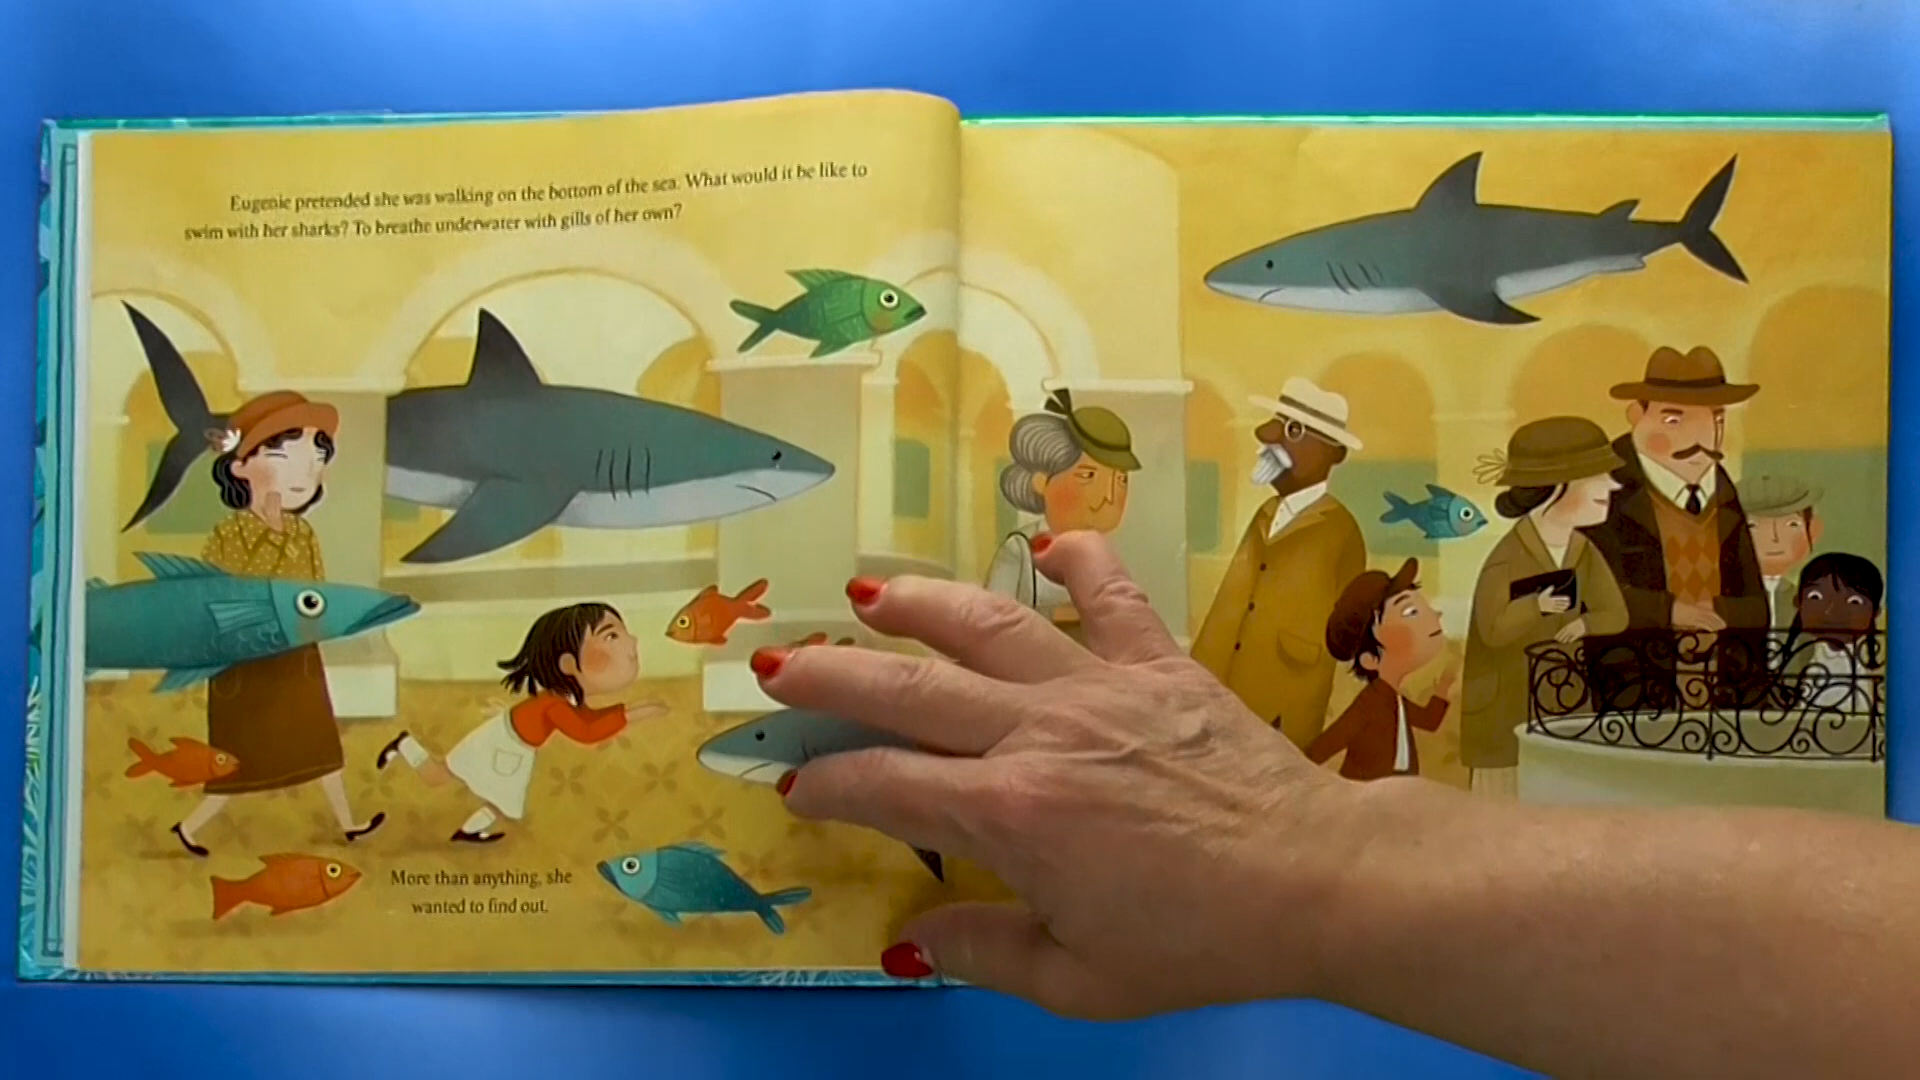 Eugenie pretended she was walking on the bottom of the sea. What would it be like to
swim with her sharks? To breathe underwater with gills of her own?
More than anything, she
wanted to find out.